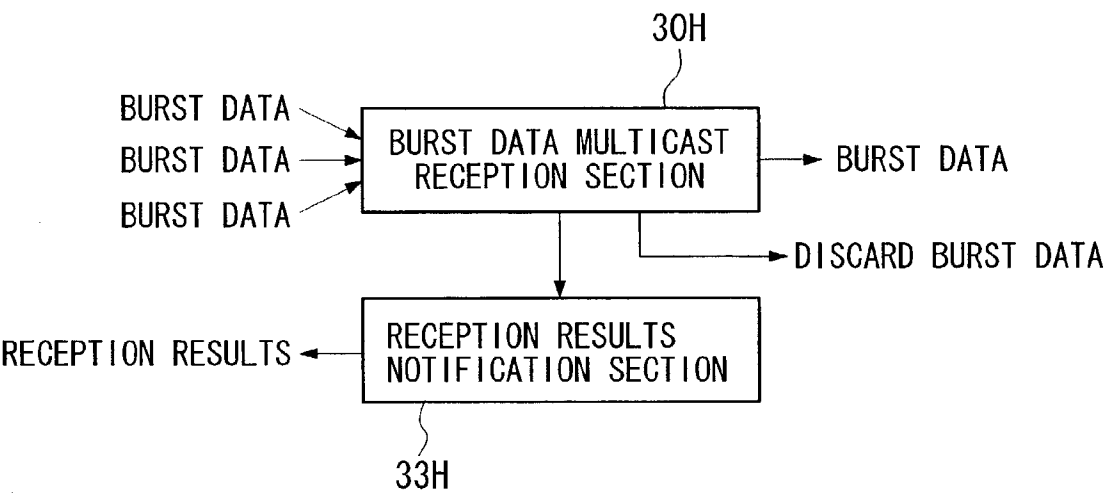 30H
BURST DATA
BURST DATA
BURST DATA
BURST DATA MULTICAST
RECEPTION SECTION
BURST DATA
DISCARD BURST DATA
RECEPTION RESULTS
NOTIFICATION SECTION
RECEPTION RESULTS
33H